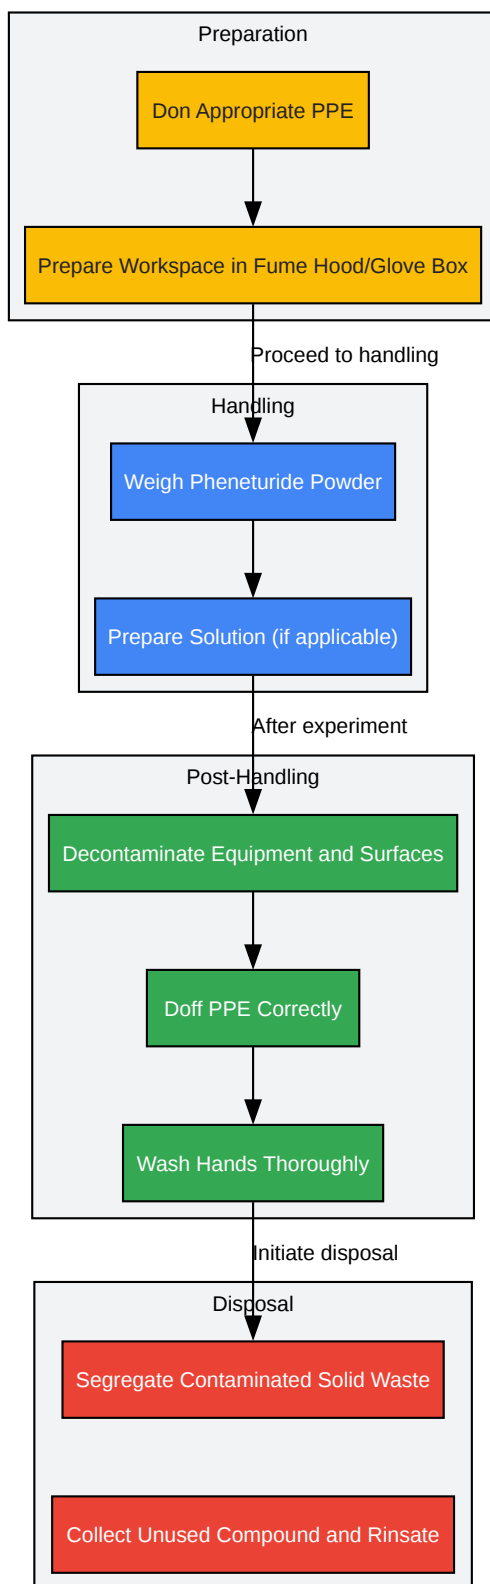 Preparation
Don Appropriate PPE
Prepare Workspace in Fume Hood/Glove Box
Proceed to handling
Handling
Weigh Pheneturide Powder
Prepare Solution (if applicable)
After experiment
Post-Handling
Decontaminate Equipment and Surfaces
Doff PPE Correctly
Wash Hands Thoroughly
Initiate disposal
Disposal
Segregate Contaminated Solid Waste
Collect Unused Compound and Rinsate